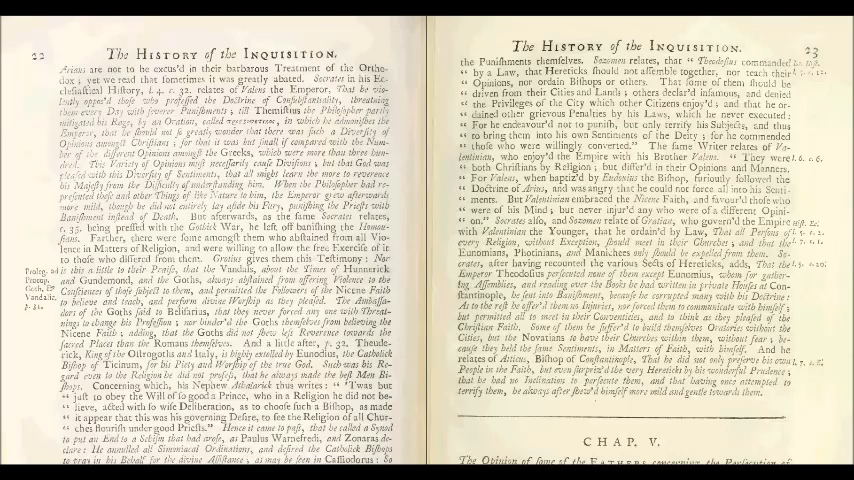 22
The HISTORY of the INQUISITION.
Arians are not to be excus'd in their barbarous Treatment of the Ortho-
dox; yet we read that sometimes it was greatly abated. Socrates in his Ec-
clesiastical History, l. 4. c. 32. relates of Valens the Emperor, That he vio-
lently oppos'd those who professed the Doctrine of Consubstantiality, threatning
them every Day with severer Punishments; till Themistius the Philosopher partly
mitigated his Rage, by an Oration, called in which he admonishes the
Emperor, that he should not so greatly wonder that there was such a Diversity of
Opinions amongst Christians; for that it was but small if compared with the Num-
ber of the different Opinions amongst the Greeks, which were more than three hun-
dred. This Variety of Opinions must necessarily cause Divisions; but that God was
pleased with this Diversity of Sentiments, that all might learn the more to reverence
his Majesty from the Difficulty of understanding him. When the Philosopher had re-
presented these and other Things of like Nature to him, the Emperor grew afterwards
more mild, though he did not entirely lay aside his Fury, punishing the Priests with
Banishment instead of Death. But afterwards, as the same Socrates relates,
c. 35. being pressed with the Gothick War, he left off banishing the Homou-
sians. Farther, there were some amongst them who abstained from all Vio-
lence in Matters of Religion, and were willing to allow the free Exercise of it
to those who differed from them. Grotius gives them this Testimony: Nor
Proleg. ad is this a little to their Praise, that the Vandals, about the Times of Hunnerick
Procop. and Gundemond, and the Goths, always abstained from offering Violence to the
Goth. & Consciences of those subject to them, and permitted the Professors of the Nicene Faith
Vandalic. to believe and teach, and perform divine Worship as they pleased. The Ambassa-
p. 31. dors of the Goths said to Belisarius, that they never forced any one with Threat-
nings to change his Profession; nor hinder'd the Goths themselves from believing the
Nicene Faith; adding, that the Goths did not shew less Reverence towards the
sacred Places than the Romans themselves. And a little after, p. 32. Theude-
rick, King of the Ostrogoths and Italy, is highly extolled by Eunodius, the Catholick
Bishop of Ticinum, for his Piety and Worship of the true God. Such was his Re-
gard even to the Religion he did not profess, that he always made the best Men Bi-
shops. Concerning which, his Nephew Athalarick thus writes: " 'Twas but
" just to obey the Will of so good a Prince, who in a Religion he did not be-
" lieve, acted with so wise Deliberation, as to choose such a Bishop, as made
" it appear that this was his governing Desire, to see the Religion of all Chur-
" ches flourish under good Priests." Hence it came to pass, that he called a Synod
to put an End to a Schism that had arose, as Paulus Warnefredi, and Zonaras de-
clare: He annulled all Simoniacal Ordinations, and desired the Catholick Bishops
to pray in his Behalf for the divine Assistance; as may be seen in Cassiodorus: So
The HISTORY of the INQUISITION.
23
the Punishments themselves. Sozomen relates, that " Theodosius commanded
" by a Law, that Hereticks should not assemble together, nor teach their
" Opinions, nor ordain Bishops or others. That some of them should be
" driven from their Cities and Lands; others declar'd infamous, and denied
" the Privileges of the City which other Citizens enjoy'd; and that he or-
" dained other grievous Penalties by his Laws, which he never executed:
" For he endeavour'd not to punish, but only terrify his Subjects, and thus
" to bring them into his own Sentiments of the Deity; for he commended
" those who were willingly converted." The same Writer relates of Va-
lentinian, who enjoy'd the Empire with his Brother Valens. " They were l. 6. c. 6.
" both Christians by Religion; but differ'd in their Opinions and Manners.
" For Valens, when baptiz'd by Eudoxius the Bishop, furiously followed the
" Doctrine of Arius, and was angry that he could not force all into his Senti-
" ments. But Valentinian embraced the Nicene Faith, and favour'd those who
" were of his Mind; but never injur'd any who were of a different Opini-
" on." Socrates also, and Sozomen relate of Gratian, who govern'd the Empire
with Valentinian the Younger, that he ordain'd by Law, That all Persons of
every Religion, without Exception, should meet in their Churches; and that the
Eunomians, Photinians, and Manichees only should be expelled from them. So-
crates, after having recounted the various Sects of Hereticks, adds, That the
Emperor Theodosius persecuted none of them except Eunomius, whom for gather-
ing Assemblies, and reading over the Books he had written in private Houses at Con-
stantinople, he sent into Banishment, because he corrupted many with his Doctrine:
As to the rest he offer'd them no Injuries, nor forced them to communicate with himself;
but permitted all to meet in their Conventicles, and to think as they pleased of the
Christian Faith. Some of them he suffer'd to build themselves Oratories without the
Cities, but the Novatians to have their Churches within them, without fear; be-
cause they held the same Sentiments, in Matters of Faith, with himself. And he
relates of Atticus, Bishop of Constantinople, That he did not only preserve his own
People in the Faith, but even surpriz'd the very Hereticks by his wonderful Prudence;
that he had no Inclination to persecute them, and that having once attempted to
terrify them, he always after shew'd himself more mild and gentle towards them.
CHAP. V.
The Opinion of some of the FATHERS concerning the Persecution of